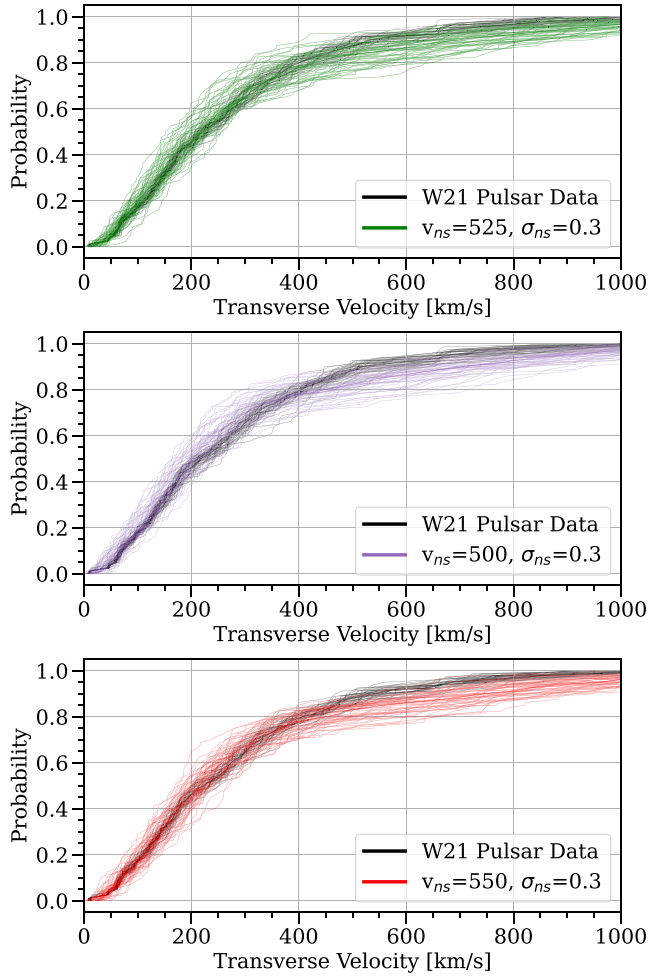 Probability
1.0
0.8
0.6
0.4
0.2
0.0
W21 Pulsar Data
v_ns=525, σ_ns=0.3
0 200 400 600 800 1000
Transverse Velocity [km/s]
Probability
1.0
0.8
0.6
0.4
0.2
0.0
W21 Pulsar Data
v_ns=500, σ_ns=0.3
0 200 400 600 800 1000
Transverse Velocity [km/s]
Probability
1.0
0.8
0.6
0.4
0.2
0.0
W21 Pulsar Data
v_ns=550, σ_ns=0.3
0 200 400 600 800 1000
Transverse Velocity [km/s]